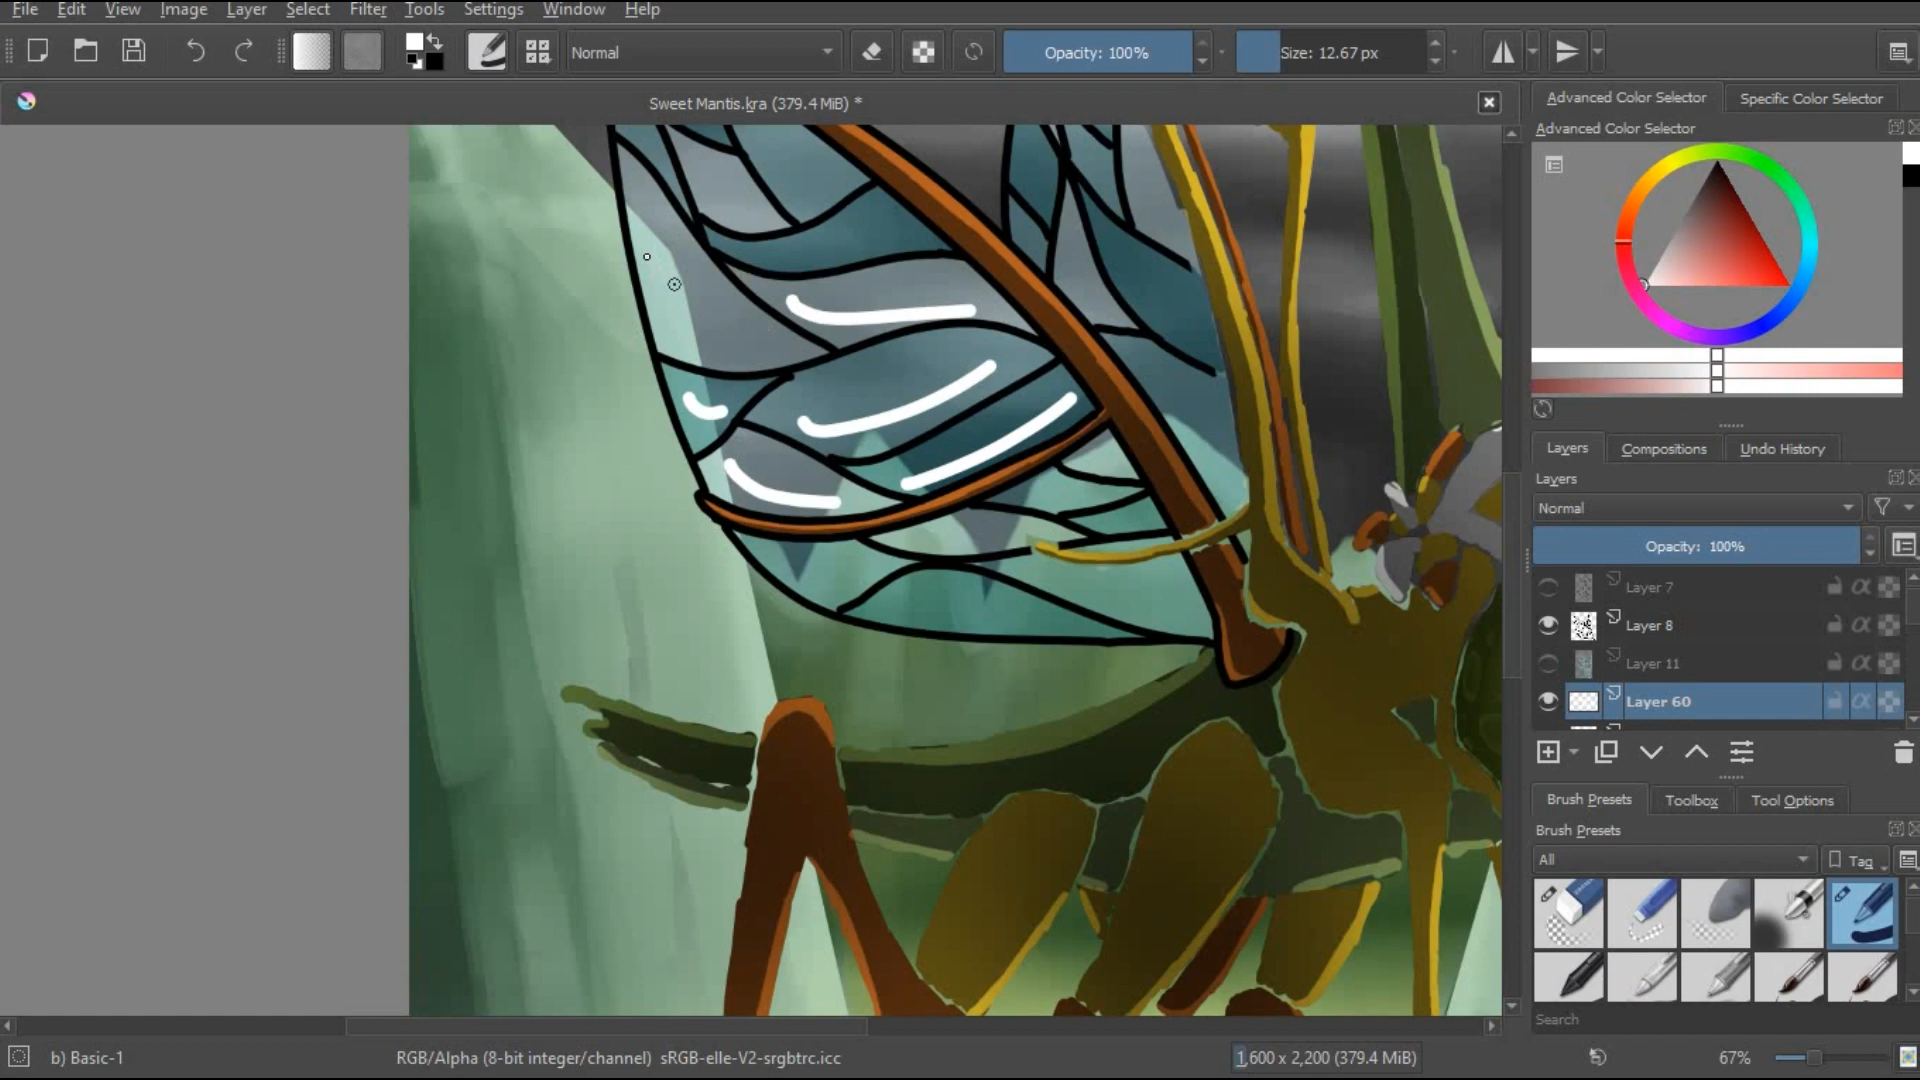 File Edit View Image Layer Select Filter Tools Settings Window Help
Normal Opacity: 100% Size: 12.67 px
Sweet Mantis.kra (379.4 MiB) *
Advanced Color Selector Specific Color Selector
Advanced Color Selector
Layers Compositions Undo History
Layers
Normal
Opacity: 100%
Layer 7
Layer 8
Layer 11
Layer 60
Brush Presets Toolbox Tool Options
Brush Presets
All Tag
Search
b) Basic-1 RGB/Alpha (8-bit integer/channel) sRGB-elle-V2-srgbtrc.icc 1,600 x 2,200 (379.4 MiB) 67%